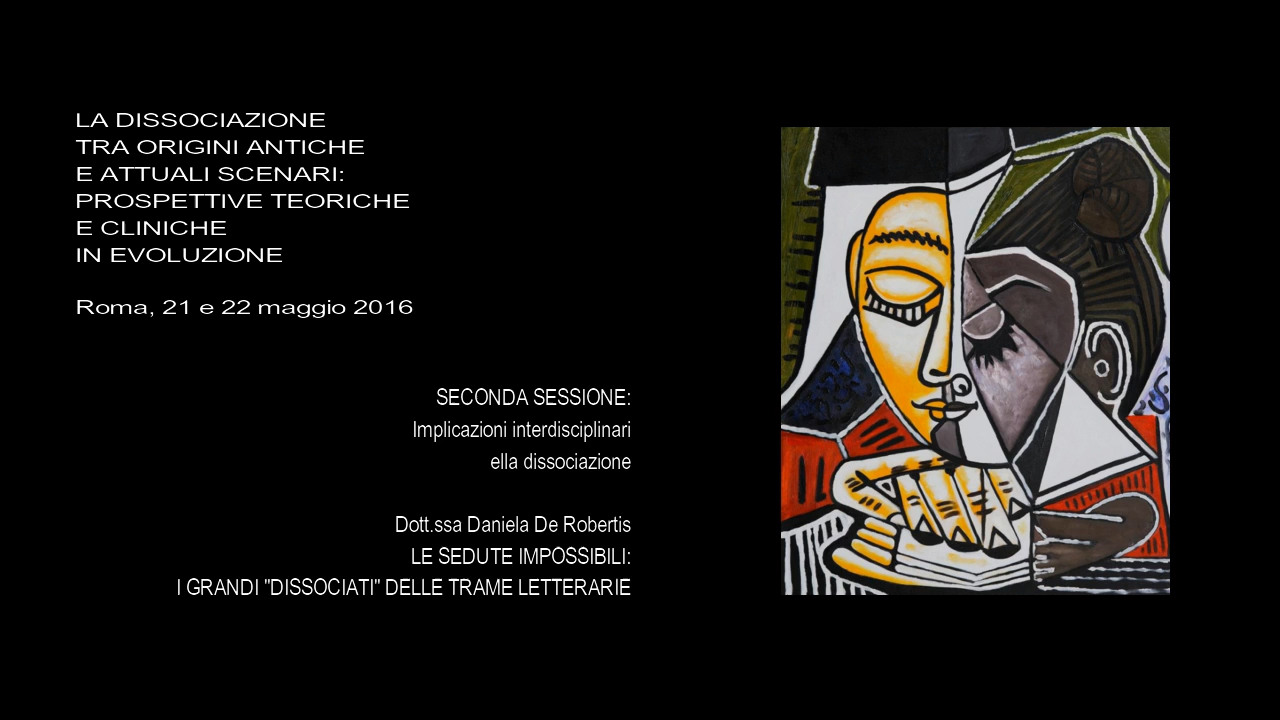 LA DISSOCIAZIONE
TRA ORIGINI ANTICHE
E ATTUALI SCENARI:
PROSPETTIVE TEORICHE
E CLINICHE
IN EVOLUZIONE
Roma, 21 e 22 maggio 2016
SECONDA SESSIONE:
Implicazioni interdisciplinari
ella dissociazione
Dott.ssa Daniela De Robertis
LE SEDUTE IMPOSSIBILI:
I GRANDI "DISSOCIATI" DELLE TRAME LETTERARIE